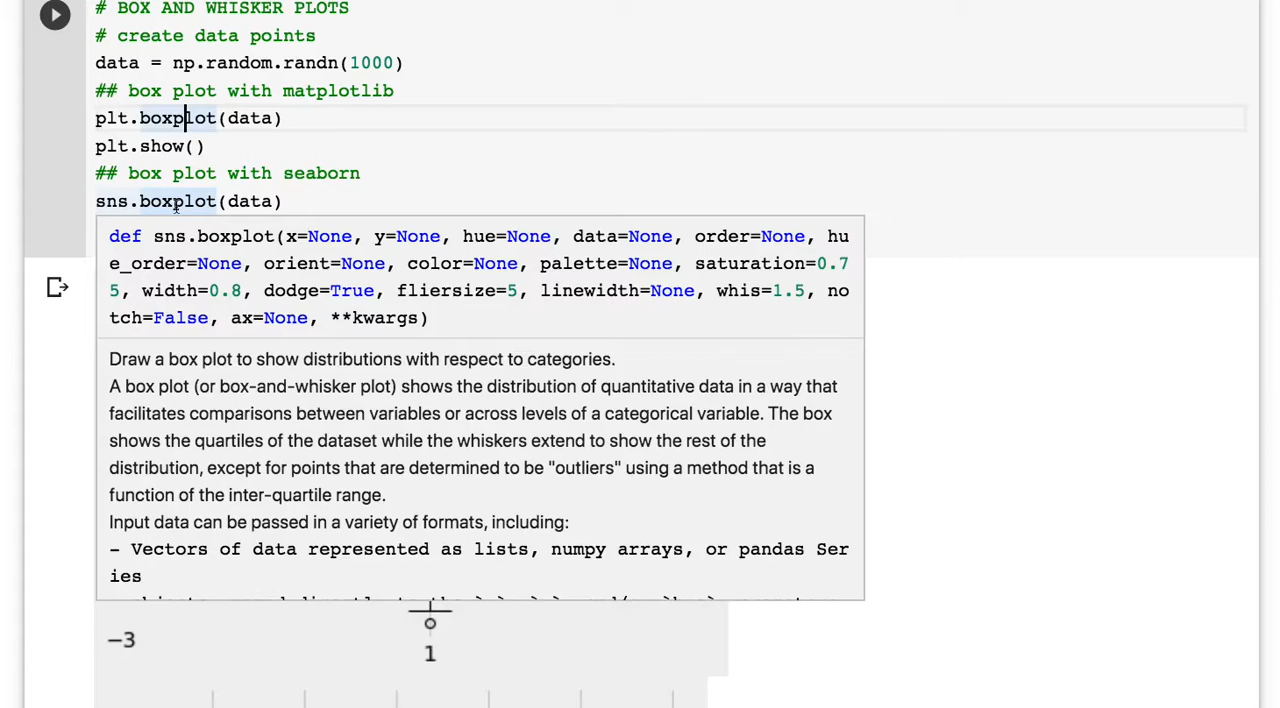 # BOX AND WHISKER PLOTS
# create data points
data = np.random.randn(1000)
## box plot with matplotlib
plt.boxplot(data)
plt.show()
## box plot with seaborn
sns.boxplot(data)
def sns.boxplot(x=None, y=None, hue=None, data=None, order=None, hu
e_order=None, orient=None, color=None, palette=None, saturation=0.7
5, width=0.8, dodge=True, fliersize=5, linewidth=None, whis=1.5, no
tch=False, ax=None, **kwargs)
Draw a box plot to show distributions with respect to categories.
A box plot (or box-and-whisker plot) shows the distribution of quantitative data in a way that
facilitates comparisons between variables or across levels of a categorical variable. The box
shows the quartiles of the dataset while the whiskers extend to show the rest of the
distribution, except for points that are determined to be "outliers" using a method that is a
function of the inter-quartile range.
Input data can be passed in a variety of formats, including:
- Vectors of data represented as lists, numpy arrays, or pandas Ser
ies
−3
1